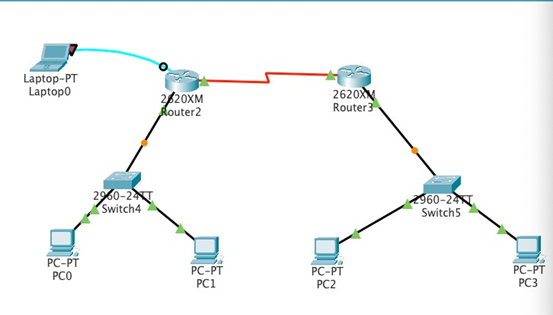 Laptop-PT
Laptop0
2620XM
Router2
2620XM
Router3
2960-24TT
Switch4
2960-24TT
Switch5
PC-PT
PC0
PC-PT
PC1
PC-PT
PC2
PC-PT
PC3